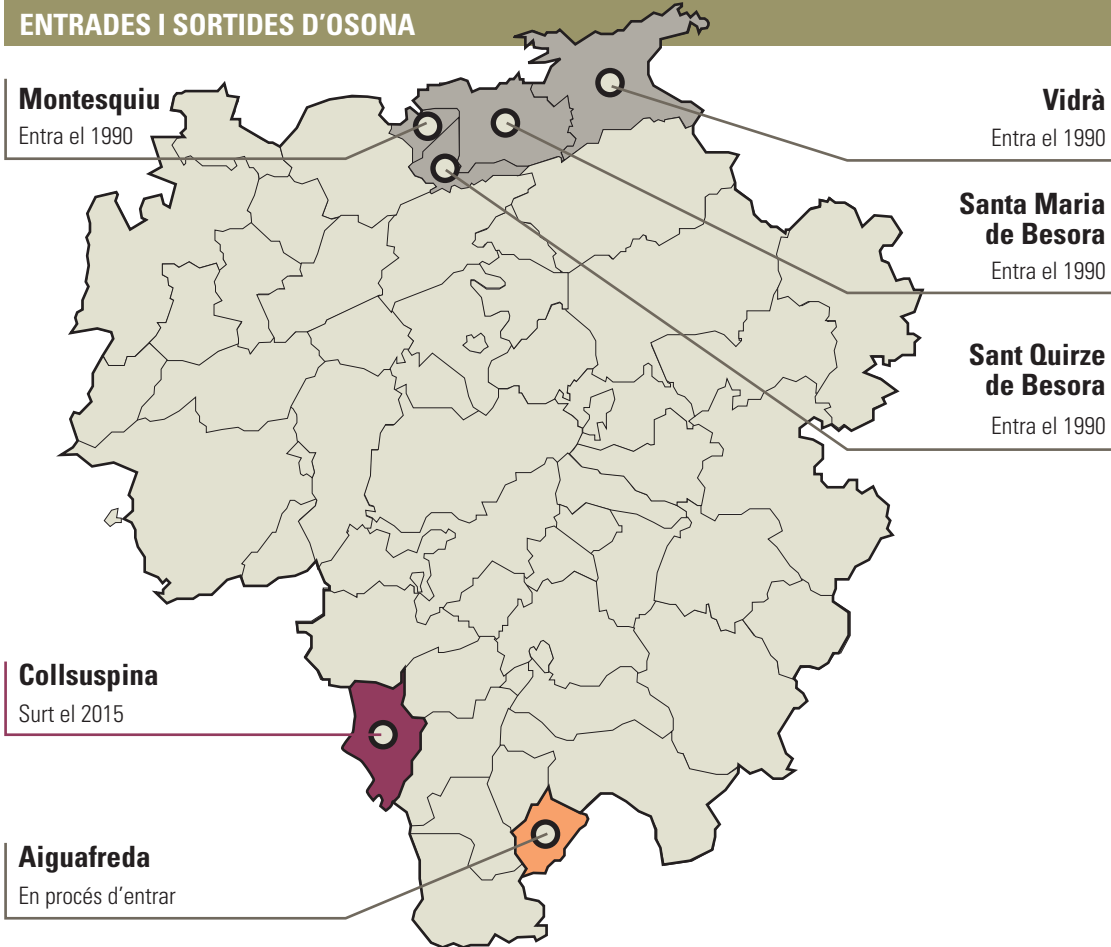 ENTRADES I SORTIDES D'OSONA
Montesquiu
Entra el 1990
Vidrà
Entra el 1990
Santa Maria
de Besora
Entra el 1990
Sant Quirze
de Besora
Entra el 1990
Collsuspina
Surt el 2015
Aiguafreda
En procés d'entrar